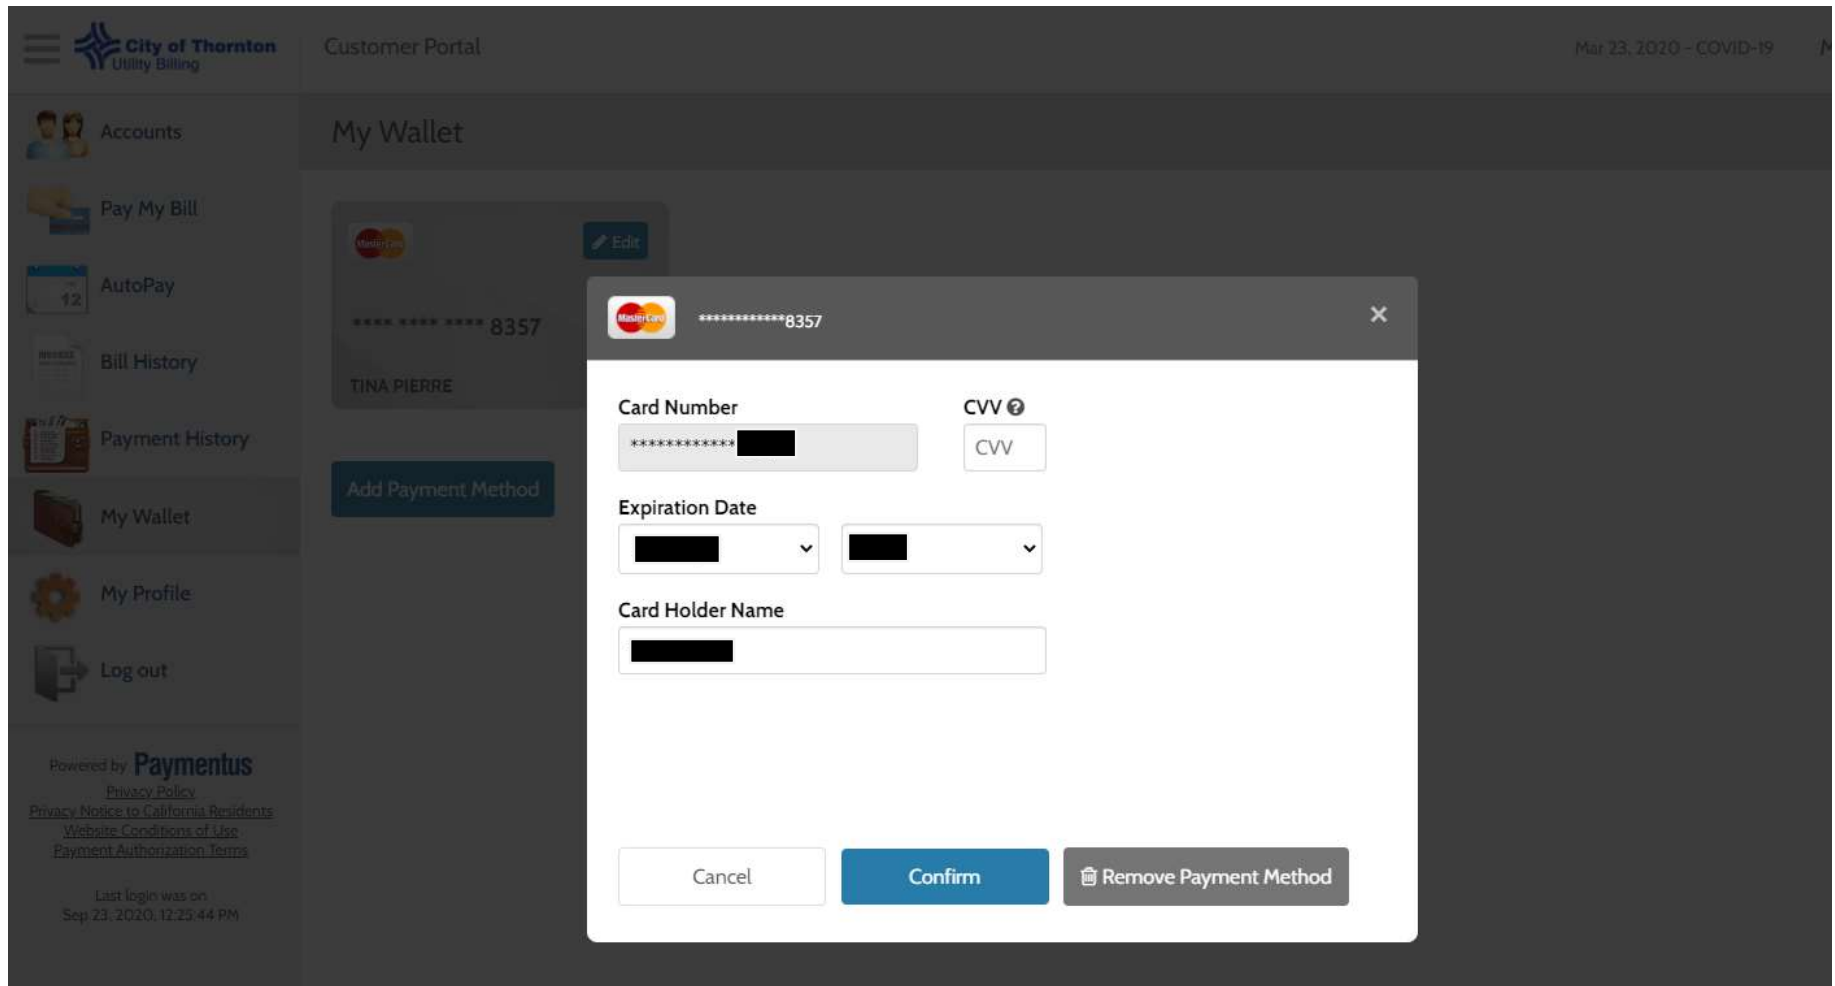 City of Thornton
Utility Billing
Customer Portal
Mar 23, 2020 - COVID-19
M
Accounts
My Wallet
Pay My Bill
MasterCard
Edit
AutoPay
12
**** **** **** 8357
MasterCard
************8357
×
INVOICE
Bill History
TINA PIERRE
Card Number
CVV ?
************
CVV
Payment History
Add Payment Method
Expiration Date
My Wallet
My Profile
Card Holder Name
Log out
Powered by Paymentus
Privacy Policy
Privacy Notice to California Residents
Website Conditions of Use
Payment Authorization Terms
Cancel
Confirm
Remove Payment Method
Last login was on
Sep 23, 2020, 12:25:44 PM